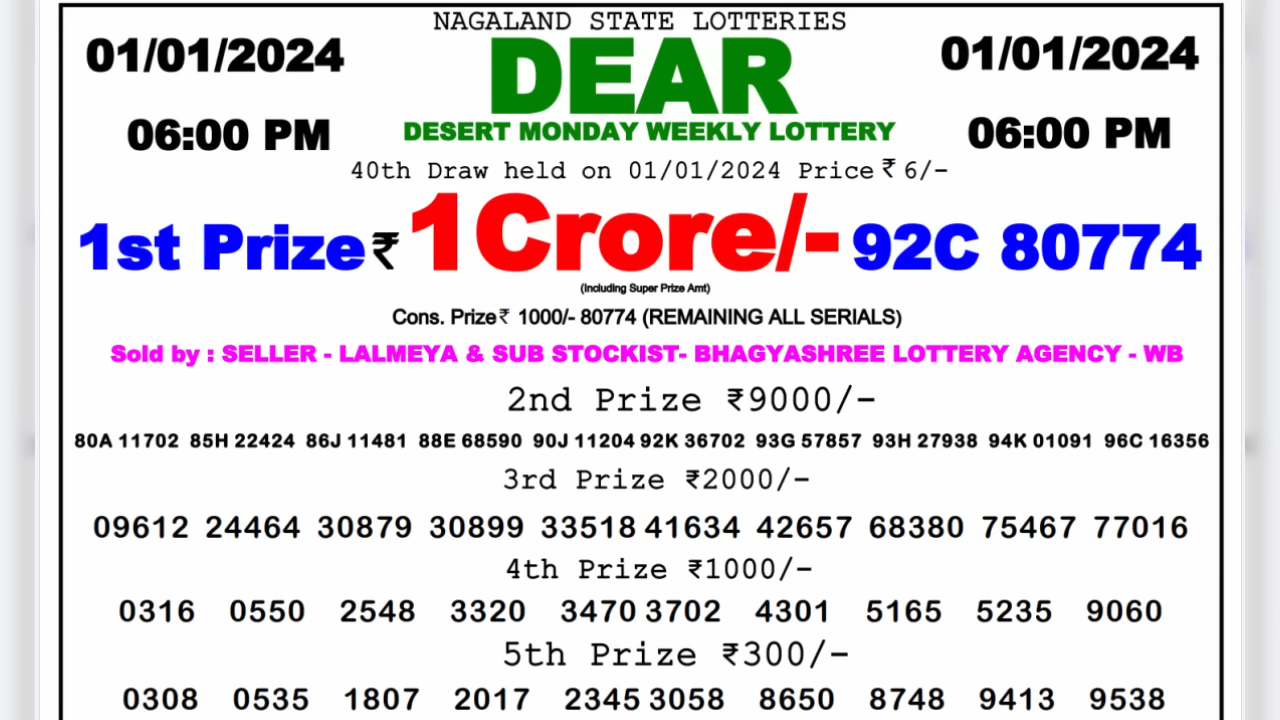 NAGALAND STATE LOTTERIES
01/01/2024 DEAR 01/01/2024
06:00 PM DESERT MONDAY WEEKLY LOTTERY 06:00 PM
40th Draw held on 01/01/2024 Price ₹ 6/-
1st Prize ₹ 1Crore/- 92C 80774
(Including Super Prize Amt)
Cons. Prize ₹ 1000/- 80774 (REMAINING ALL SERIALS)
Sold by : SELLER - LALMEYA & SUB STOCKIST- BHAGYASHREE LOTTERY AGENCY - WB
2nd Prize ₹9000/-
80A 11702 85H 22424 86J 11481 88E 68590 90J 11204 92K 36702 93G 57857 93H 27938 94K 01091 96C 16356
3rd Prize ₹2000/-
09612 24464 30879 30899 33518 41634 42657 68380 75467 77016
4th Prize ₹1000/-
0316 0550 2548 3320 3470 3702 4301 5165 5235 9060
5th Prize ₹300/-
0308 0535 1807 2017 2345 3058 8650 8748 9413 9538